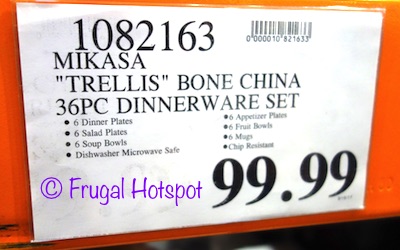 1082163
0000010821633
MIKASA
"TRELLIS" BONE CHINA
36PC DINNERWARE SET
• 6 Dinner Plates
• 6 Salad Plates
• 6 Soup Bowls
• Dishwasher Microwave Safe
• 6 Appetizer Plates
• 6 Fruit Bowls
• 6 Mugs
• Chip Resistant
© Frugal Hotspot
99.99